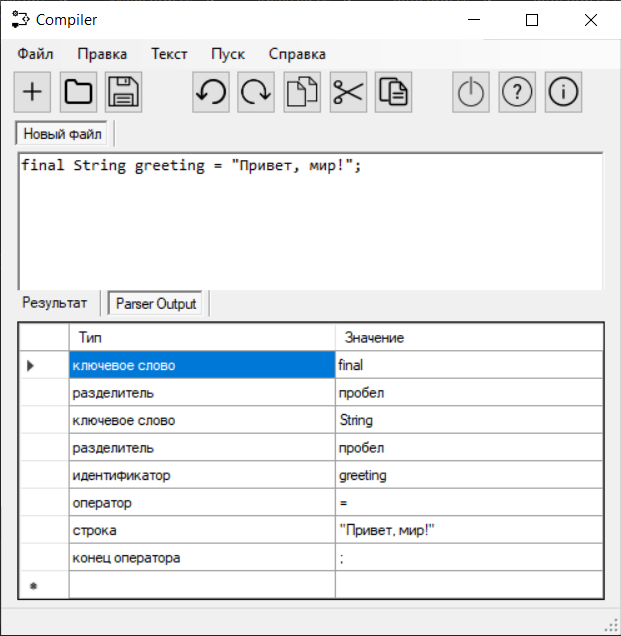 Compiler
Файл Правка Текст Пуск Справка
Новый файл
final String greeting = "Привет, мир!";
Результат Parser Output
Тип Значение
ключевое слово final
разделитель пробел
ключевое слово String
разделитель пробел
идентификатор greeting
оператор =
строка "Привет, мир!"
конец оператора ;